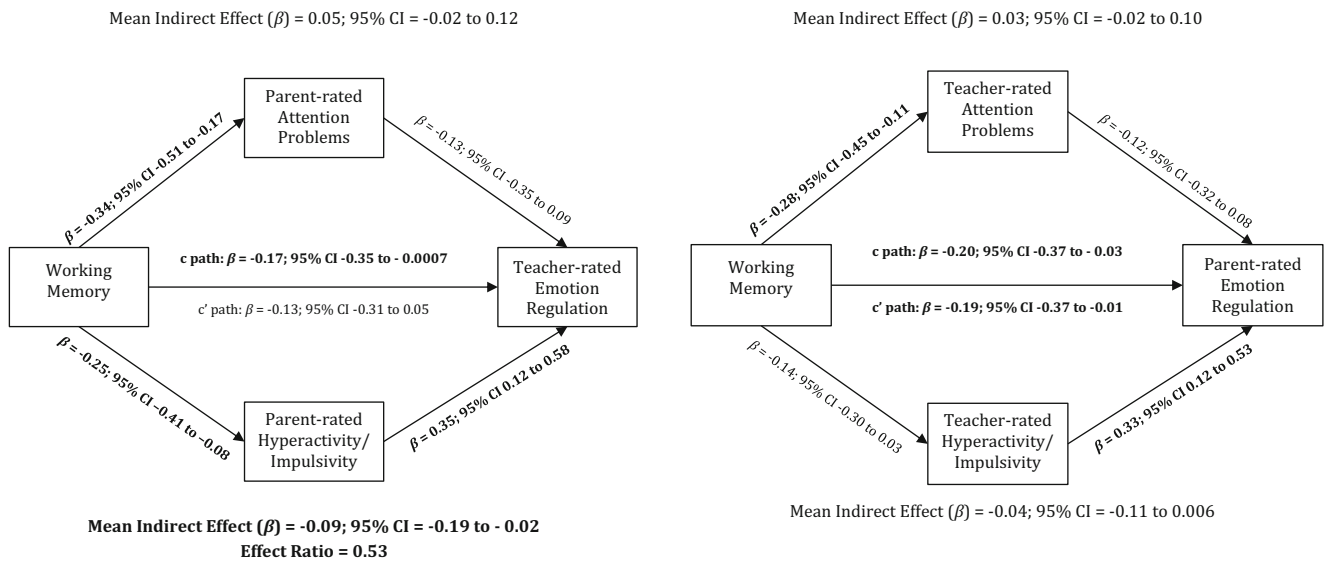 Mean Indirect Effect (β) = 0.05; 95% CI = -0.02 to 0.12
Parent-rated
Attention
Problems
β = -0.34; 95% CI -0.51 to -0.17
β = -0.13; 95% CI -0.35 to 0.09
Working
Memory
c path: β = -0.17; 95% CI -0.35 to - 0.0007
c' path: β = -0.13; 95% CI -0.31 to 0.05
Teacher-rated
Emotion
Regulation
β = -0.25; 95% CI –0.41 to –0.08
β = 0.35; 95% CI 0.12 to 0.58
Parent-rated
Hyperactivity/
Impulsivity
Mean Indirect Effect (β) = -0.09; 95% CI = -0.19 to - 0.02
Effect Ratio = 0.53
Mean Indirect Effect (β) = 0.03; 95% CI = -0.02 to 0.10
Teacher-rated
Attention
Problems
β = -0.28; 95% CI -0.45 to -0.11
β = -0.12; 95% CI -0.32 to 0.08
Working
Memory
c path: β = -0.20; 95% CI -0.37 to - 0.03
c' path: β = -0.19; 95% CI -0.37 to -0.01
Parent-rated
Emotion
Regulation
β = -0.14; 95% CI -0.30 to 0.03
β = 0.33; 95% CI 0.12 to 0.53
Teacher-rated
Hyperactivity/
Impulsivity
Mean Indirect Effect (β) = -0.04; 95% CI = -0.11 to 0.006